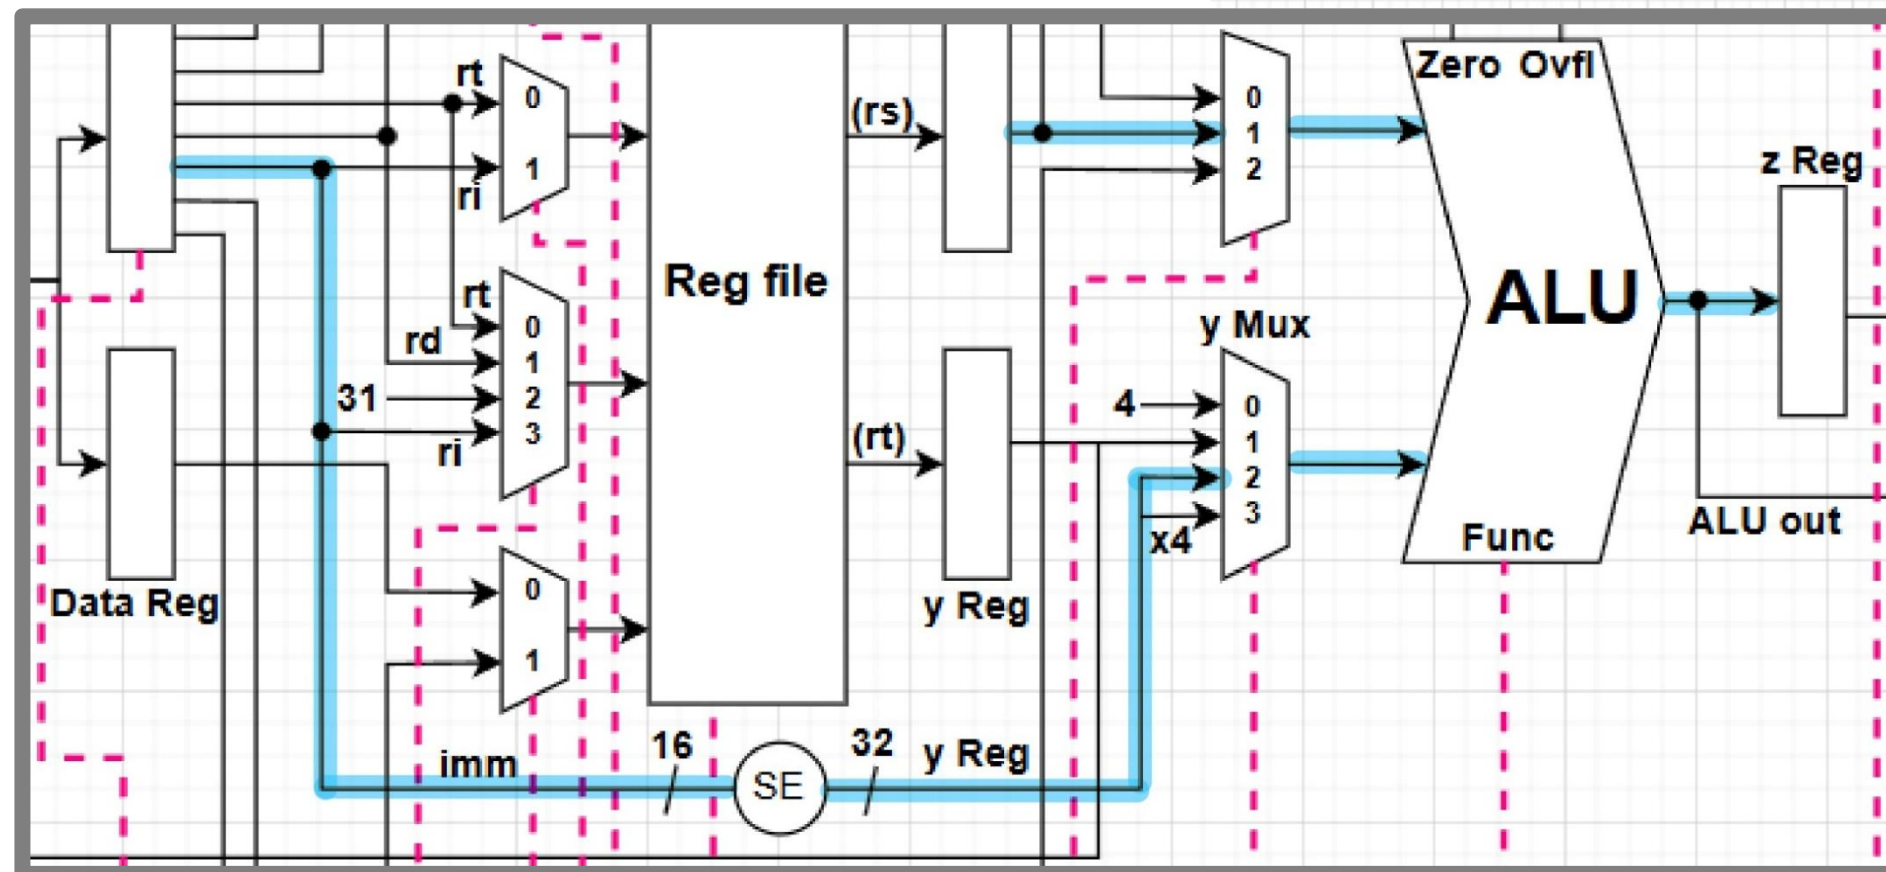 rt
0
1
ri
rt
0
rd
1
31
2
3
ri
0
1
Data Reg
imm
16
SE
32
y Reg
Reg file
(rs)
(rt)
y Reg
0
1
2
y Mux
4
0
1
2
3
x4
Zero Ovfl
ALU
Func
z Reg
ALU out